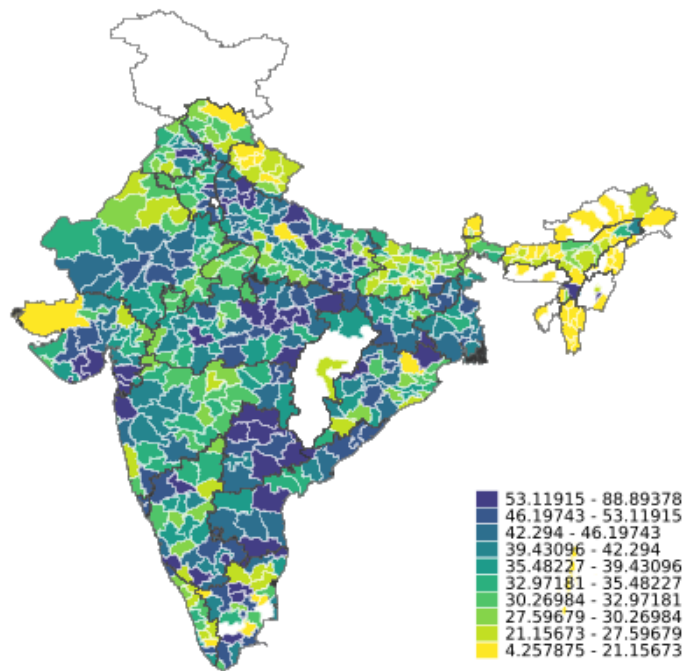 53.11915 - 88.89378
46.19743 - 53.11915
42.294 - 46.19743
39.43096 - 42.294
35.48227 - 39.43096
32.97181 - 35.48227
30.26984 - 32.97181
27.59679 - 30.26984
21.15673 - 27.59679
4.257875 - 21.15673